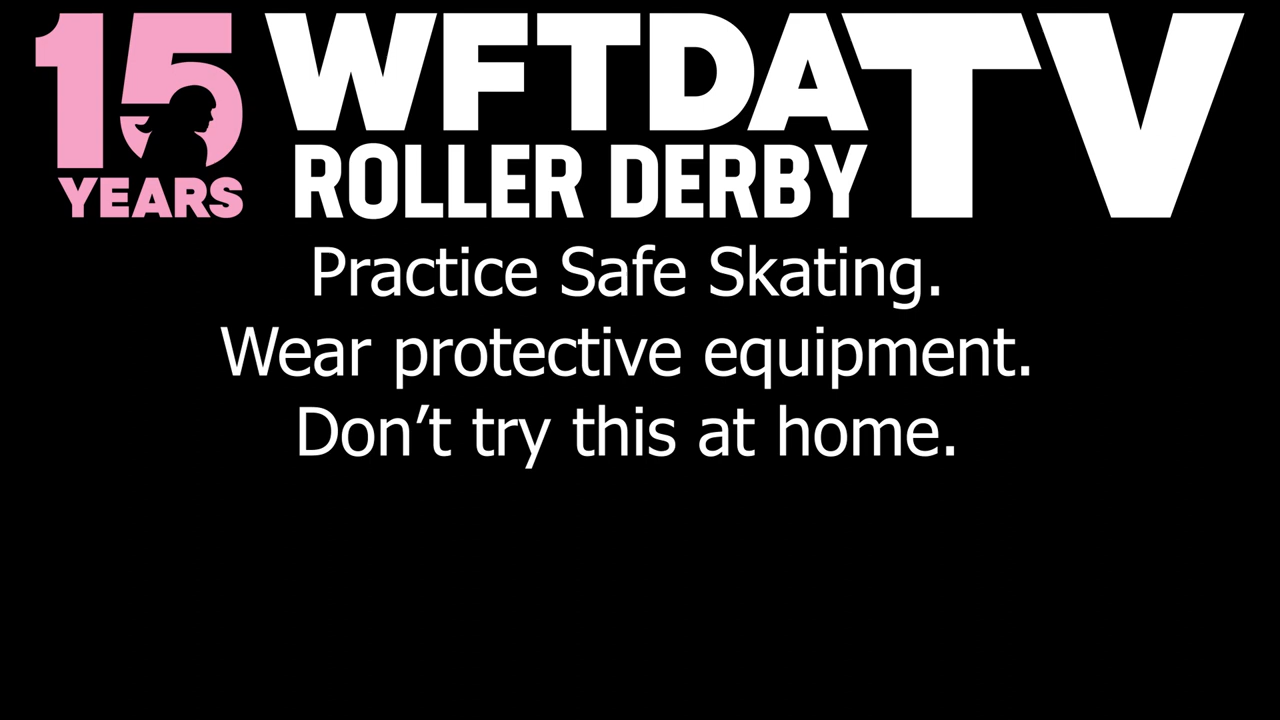 15 YEARS
WFTDA TV
ROLLER DERBY
Practice Safe Skating.
Wear protective equipment.
Don’t try this at home.